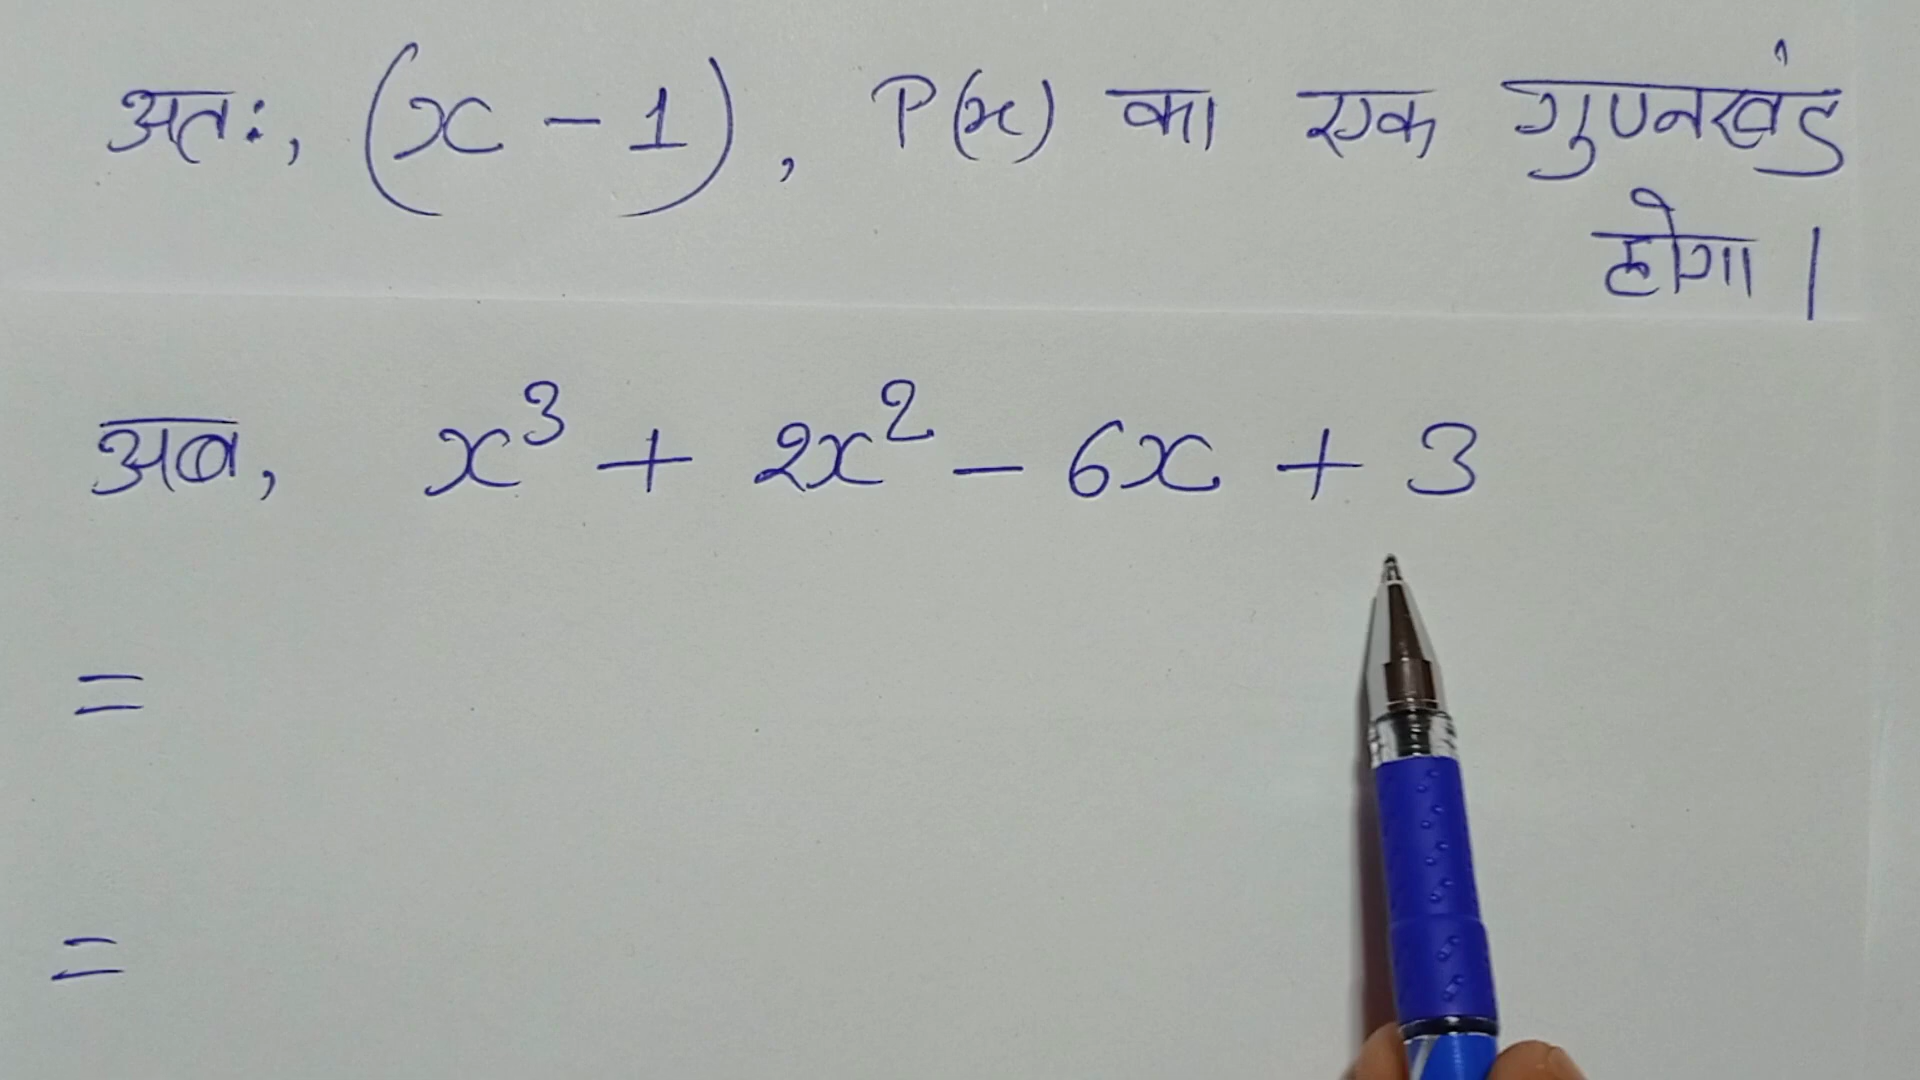 अतः, (x - 1), P(x) का एक गुणनखंड
होगा।
अब, x³ + 2x² - 6x + 3
=
=